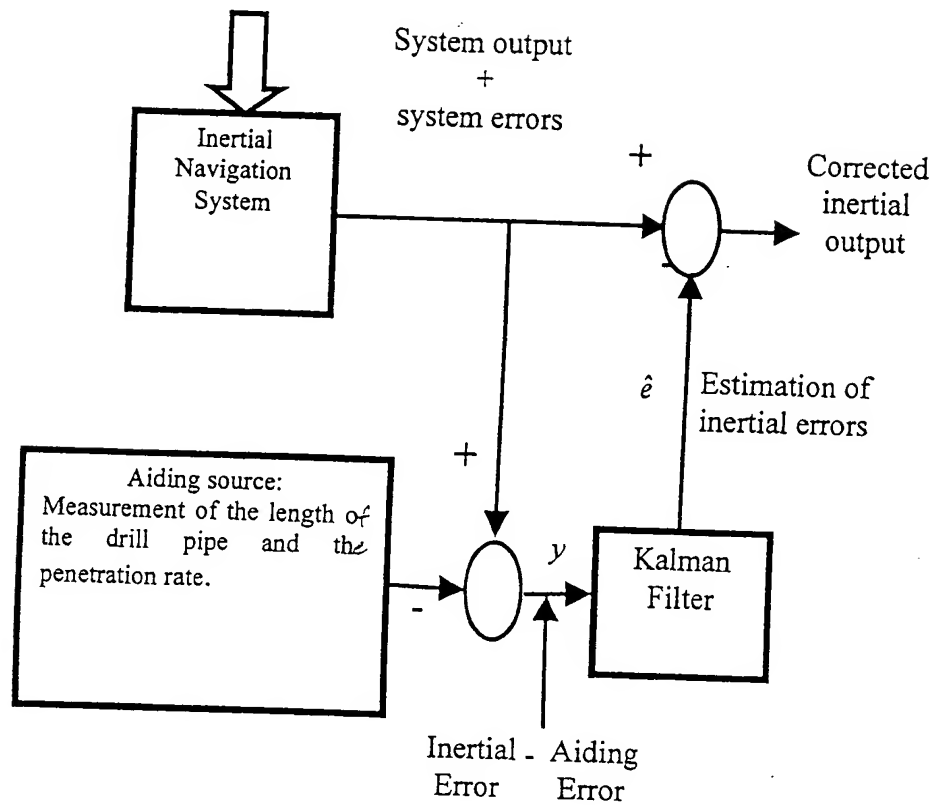 System output
+
system errors
Inertial
Navigation
System
+
-
Corrected
inertial
output
ê
Estimation of
inertial errors
+
Aiding source:
Measurement of the length of
the drill pipe and the
penetration rate.
-
y
Kalman
Filter
Inertial - Aiding
Error Error